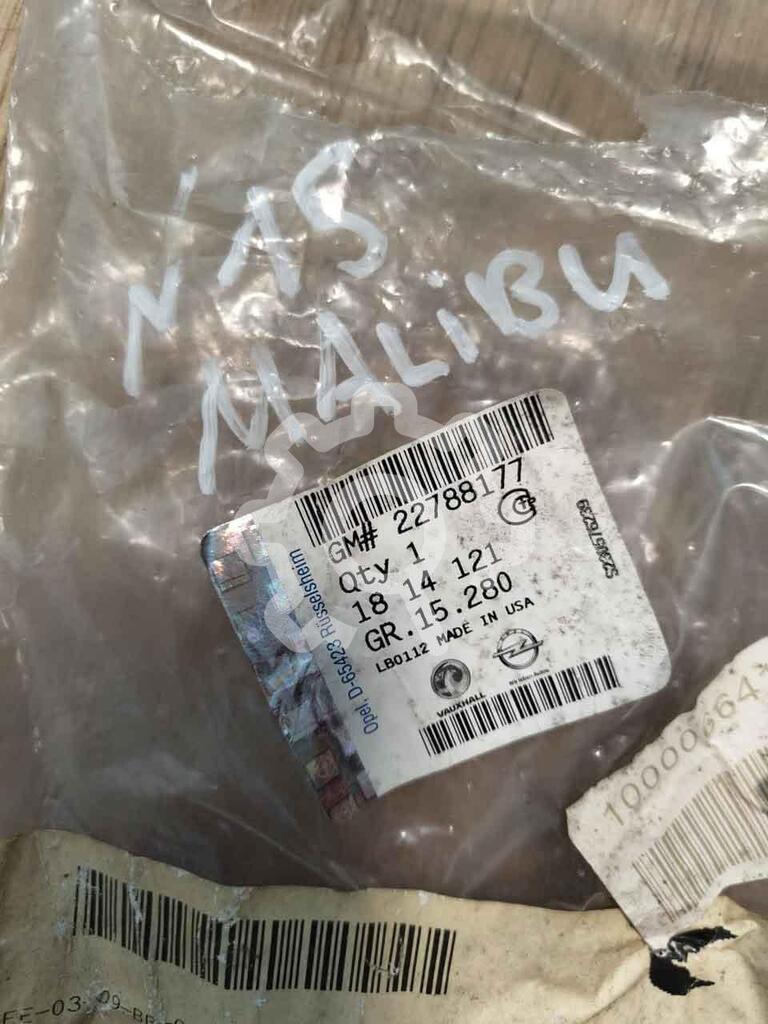 NAS
MALiBU
GM# 22788177
Qty 1
18 14 121
GR.15.280
LB0112 MADE IN USA
VAUXHALL
Opel, D-65423 Rüsselsheim